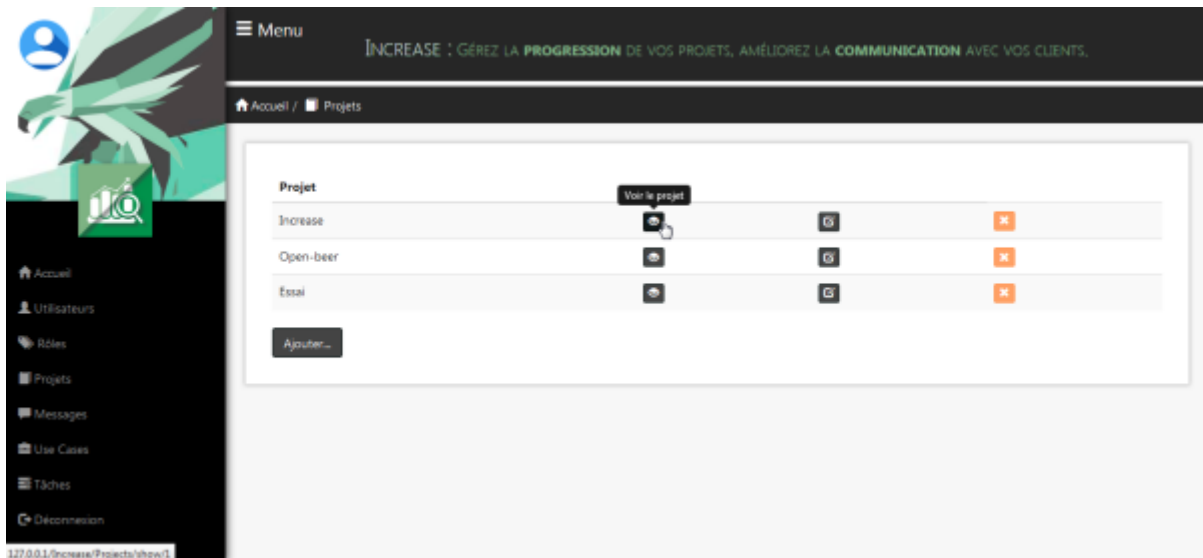 Menu
INCREASE : GÉREZ LA PROGRESSION DE VOS PROJETS, AMÉLIOREZ LA COMMUNICATION AVEC VOS CLIENTS.
Accueil / Projets
Projet
Voir le projet
Increase
Open-beer
Essai
Ajouter...
Accueil
Utilisateurs
Rôles
Projets
Messages
Use Cases
Tâches
Déconnexion
127.0.0.1/Increase/Projects/show/1